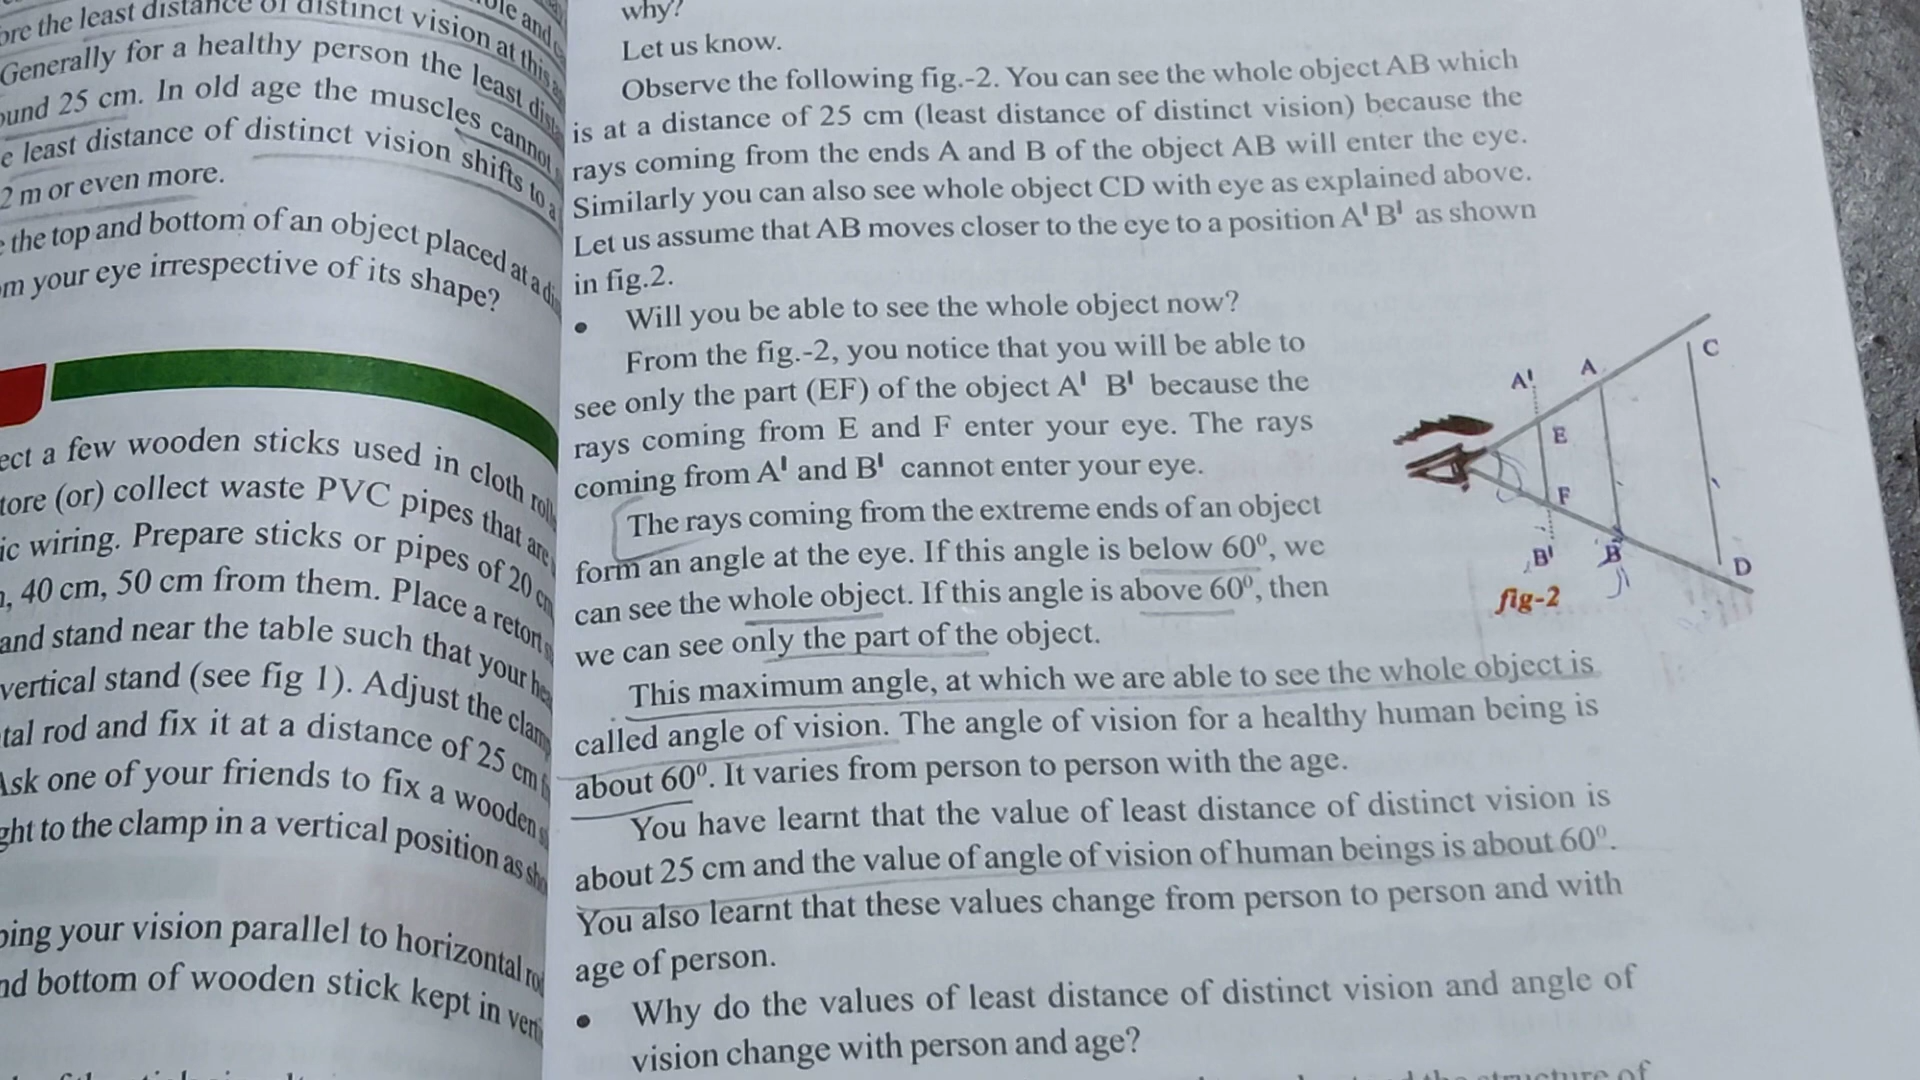 ore the least distance of distinct vision at this
Generally for a healthy person the least
ound 25 cm. In old age the muscles cannot
e least distance of distinct vision shifts to a
2 m or even more.
e the top and bottom of an object placed at a
om your eye irrespective of its shape?
ect a few wooden sticks used in cloth
tore (or) collect waste PVC pipes that are
ic wiring. Prepare sticks or pipes of 20
, 40 cm, 50 cm from them. Place a retort
and stand near the table such that your
vertical stand (see fig 1). Adjust the
tal rod and fix it at a distance of 25 cm
Ask one of your friends to fix a wooden
ght to the clamp in a vertical position as
ping your vision parallel to horizontal
nd bottom of wooden stick kept in
why?
Let us know.
Observe the following fig.-2. You can see the whole object AB which
is at a distance of 25 cm (least distance of distinct vision) because the
rays coming from the ends A and B of the object AB will enter the eye.
Similarly you can also see whole object CD with eye as explained above.
Let us assume that AB moves closer to the eye to a position A' B' as shown
in fig.2.
• Will you be able to see the whole object now?
From the fig.-2, you notice that you will be able to
see only the part (EF) of the object A' B' because the
rays coming from E and F enter your eye. The rays
coming from A' and B' cannot enter your eye.
The rays coming from the extreme ends of an object
form an angle at the eye. If this angle is below 60⁰, we
can see the whole object. If this angle is above 60⁰, then
we can see only the part of the object.
This maximum angle, at which we are able to see the whole object is
called angle of vision. The angle of vision for a healthy human being is
about 60⁰. It varies from person to person with the age.
You have learnt that the value of least distance of distinct vision is
about 25 cm and the value of angle of vision of human beings is about 60⁰.
You also learnt that these values change from person to person and with
age of person.
• Why do the values of least distance of distinct vision and angle of
vision change with person and age?
structure of
A'
A
C
E
F
B'
B
D
fig-2